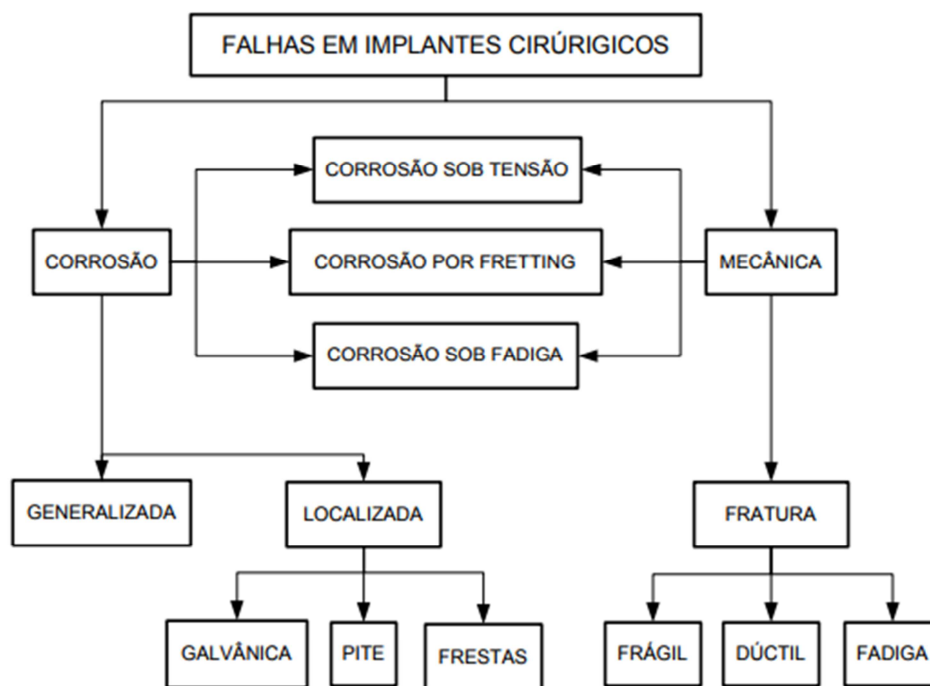 FALHAS EM IMPLANTES CIRÚRIGICOS
CORROSÃO SOB TENSÃO
CORROSÃO
CORROSÃO POR FRETTING
MECÂNICA
CORROSÃO SOB FADIGA
GENERALIZADA
LOCALIZADA
FRATURA
GALVÂNICA
PITE
FRESTAS
FRÁGIL
DÚCTIL
FADIGA